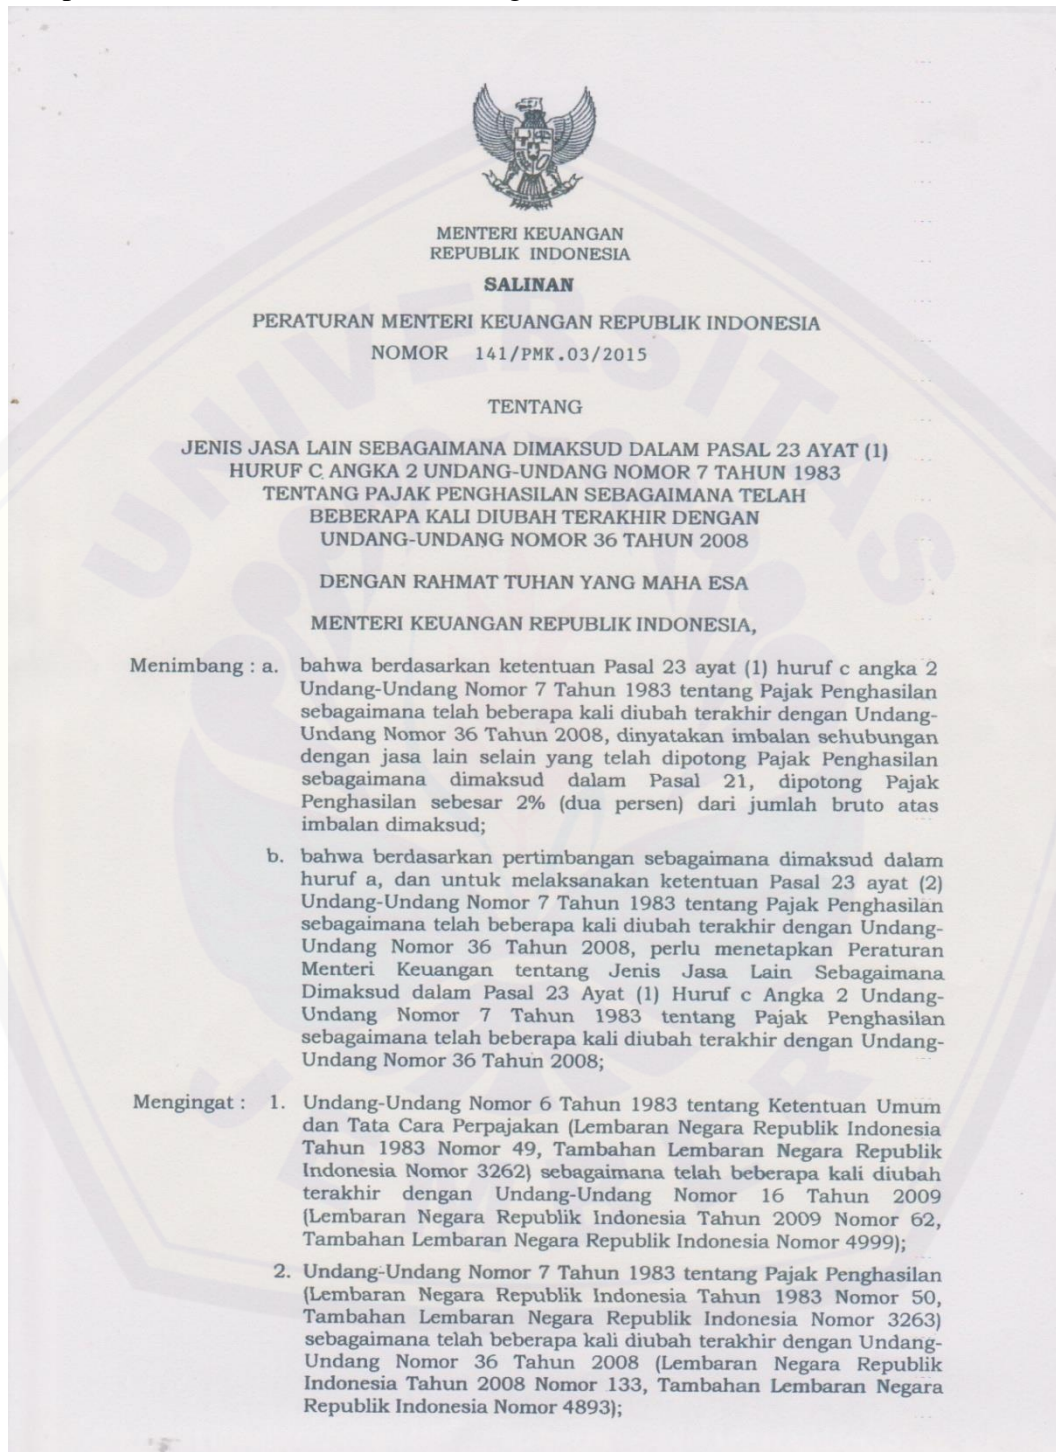 MENTERI KEUANGAN
REPUBLIK INDONESIA
SALINAN
PERATURAN MENTERI KEUANGAN REPUBLIK INDONESIA
NOMOR 141/PMK.03/2015
TENTANG
JENIS JASA LAIN SEBAGAIMANA DIMAKSUD DALAM PASAL 23 AYAT (1)
HURUF C ANGKA 2 UNDANG-UNDANG NOMOR 7 TAHUN 1983
TENTANG PAJAK PENGHASILAN SEBAGAIMANA TELAH
BEBERAPA KALI DIUBAH TERAKHIR DENGAN
UNDANG-UNDANG NOMOR 36 TAHUN 2008
DENGAN RAHMAT TUHAN YANG MAHA ESA
MENTERI KEUANGAN REPUBLIK INDONESIA,
Menimbang : a. bahwa berdasarkan ketentuan Pasal 23 ayat (1) huruf c angka 2
Undang-Undang Nomor 7 Tahun 1983 tentang Pajak Penghasilan
sebagaimana telah beberapa kali diubah terakhir dengan Undang-
Undang Nomor 36 Tahun 2008, dinyatakan imbalan sehubungan
dengan jasa lain selain yang telah dipotong Pajak Penghasilan
sebagaimana dimaksud dalam Pasal 21, dipotong Pajak
Penghasilan sebesar 2% (dua persen) dari jumlah bruto atas
imbalan dimaksud;
b. bahwa berdasarkan pertimbangan sebagaimana dimaksud dalam
huruf a, dan untuk melaksanakan ketentuan Pasal 23 ayat (2)
Undang-Undang Nomor 7 Tahun 1983 tentang Pajak Penghasilan
sebagaimana telah beberapa kali diubah terakhir dengan Undang-
Undang Nomor 36 Tahun 2008, perlu menetapkan Peraturan
Menteri Keuangan tentang Jenis Jasa Lain Sebagaimana
Dimaksud dalam Pasal 23 Ayat (1) Huruf c Angka 2 Undang-
Undang Nomor 7 Tahun 1983 tentang Pajak Penghasilan
sebagaimana telah beberapa kali diubah terakhir dengan Undang-
Undang Nomor 36 Tahun 2008;
Mengingat : 1. Undang-Undang Nomor 6 Tahun 1983 tentang Ketentuan Umum
dan Tata Cara Perpajakan (Lembaran Negara Republik Indonesia
Tahun 1983 Nomor 49, Tambahan Lembaran Negara Republik
Indonesia Nomor 3262) sebagaimana telah beberapa kali diubah
terakhir dengan Undang-Undang Nomor 16 Tahun 2009
(Lembaran Negara Republik Indonesia Tahun 2009 Nomor 62,
Tambahan Lembaran Negara Republik Indonesia Nomor 4999);
2. Undang-Undang Nomor 7 Tahun 1983 tentang Pajak Penghasilan
(Lembaran Negara Republik Indonesia Tahun 1983 Nomor 50,
Tambahan Lembaran Negara Republik Indonesia Nomor 3263)
sebagaimana telah beberapa kali diubah terakhir dengan Undang-
Undang Nomor 36 Tahun 2008 (Lembaran Negara Republik
Indonesia Tahun 2008 Nomor 133, Tambahan Lembaran Negara
Republik Indonesia Nomor 4893);
UNIVERSITAS
JEMBER